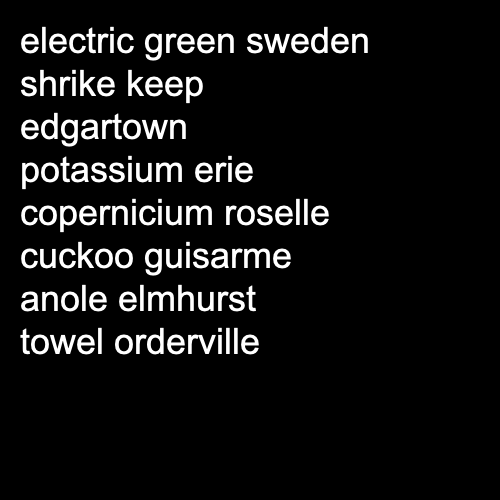 electric green sweden
shrike keep
edgartown
potassium erie
copernicium roselle
cuckoo guisarme
anole elmhurst
towel orderville